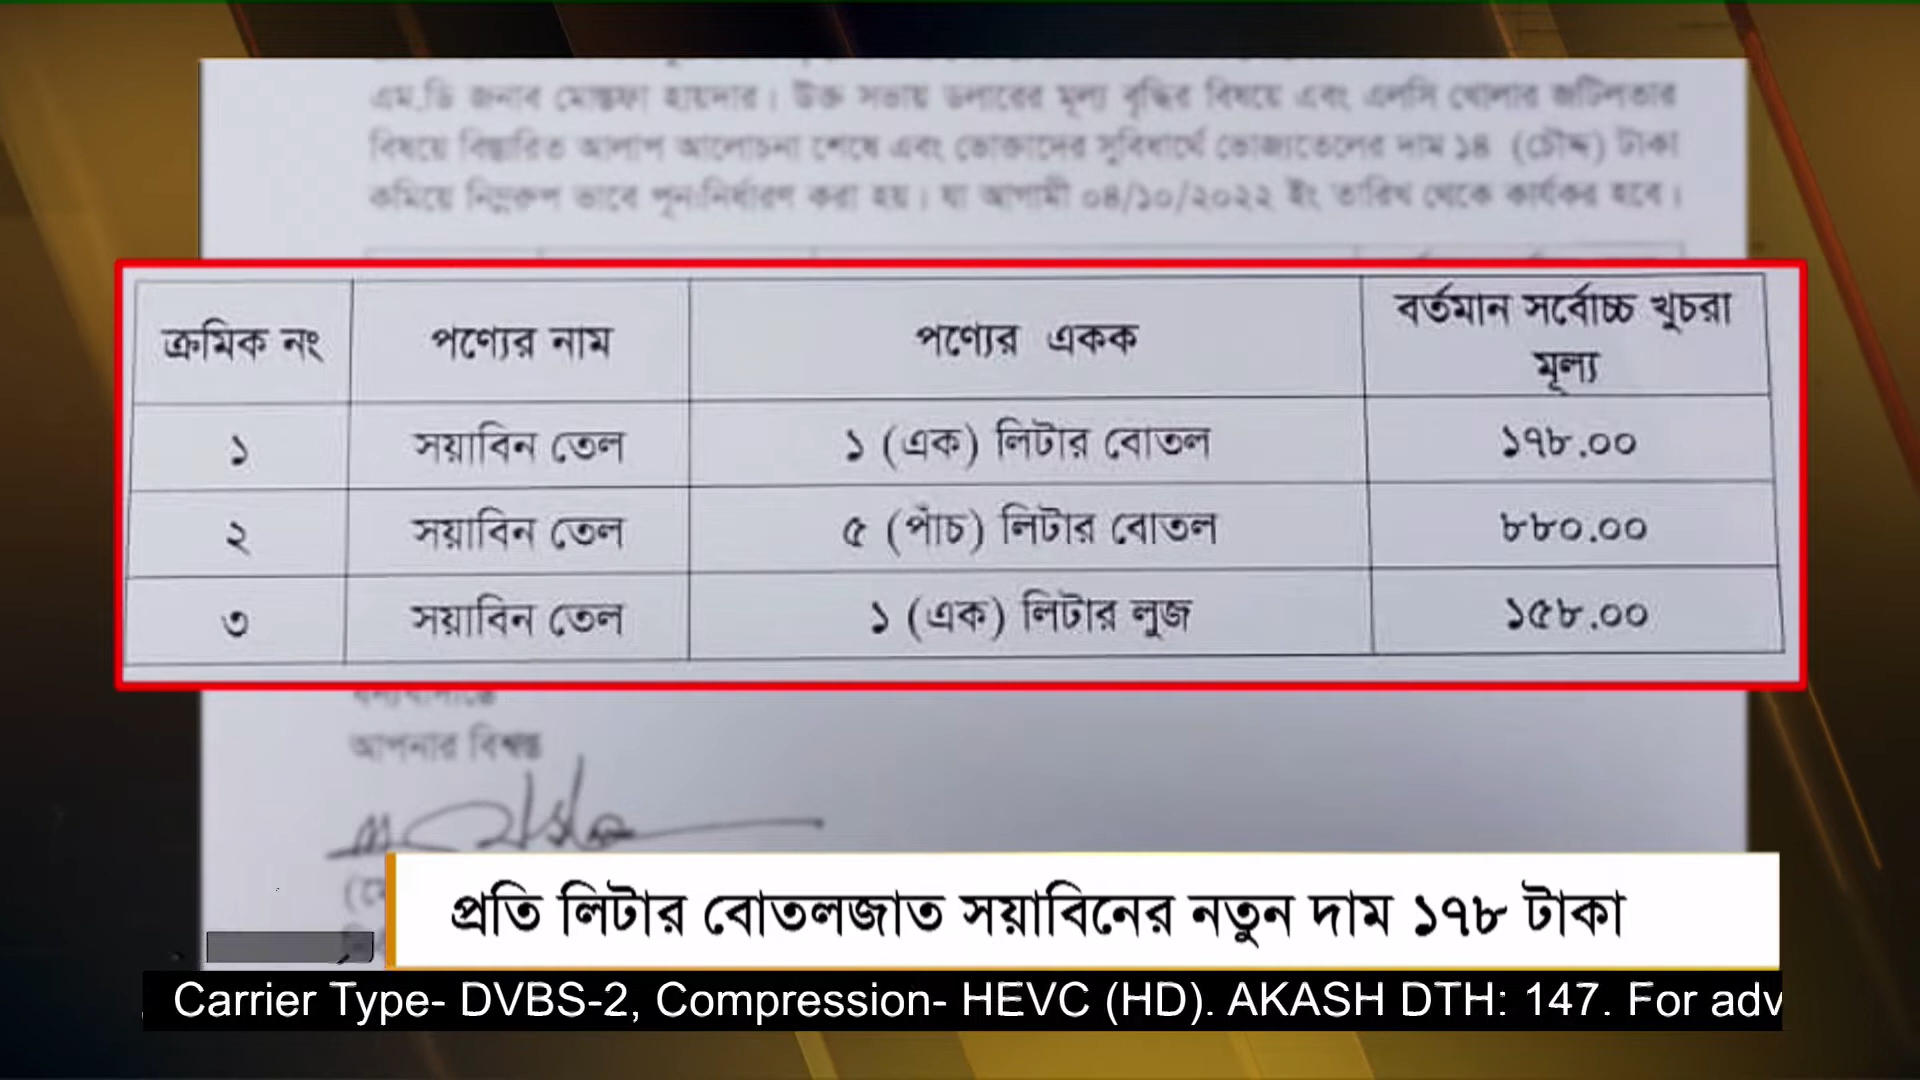 এম.ডি জনাব মোস্তফা হায়দার। উক্ত সভায় ডলারের মূল্য বৃদ্ধির বিষয়ে এবং এলসি খোলার জটিলতার
বিষয়ে বিস্তারিত আলাপ আলোচনা শেষে এবং ভোক্তাদের সুবিধার্থে ভোজ্যতেলের দাম ১৪ (চৌদ্দ) টাকা
কমিয়ে নিম্নরূপ ভাবে পুনঃনির্ধারণ করা হয়। যা আগামী ০৪/১০/২০২২ ইং তারিখ থেকে কার্যকর হবে।
ক্রমিক নং পণ্যের নাম পণ্যের একক বর্তমান সর্বোচ্চ খুচরা মূল্য
১ সয়াবিন তেল ১ (এক) লিটার বোতল ১৭৮.০০
২ সয়াবিন তেল ৫ (পাঁচ) লিটার বোতল ৮৮০.০০
৩ সয়াবিন তেল ১ (এক) লিটার লুজ ১৫৮.০০
আপনার বিশ্বস্ত
প্রতি লিটার বোতলজাত সয়াবিনের নতুন দাম ১৭৮ টাকা
Carrier Type- DVBS-2, Compression- HEVC (HD). AKASH DTH: 147. For adv